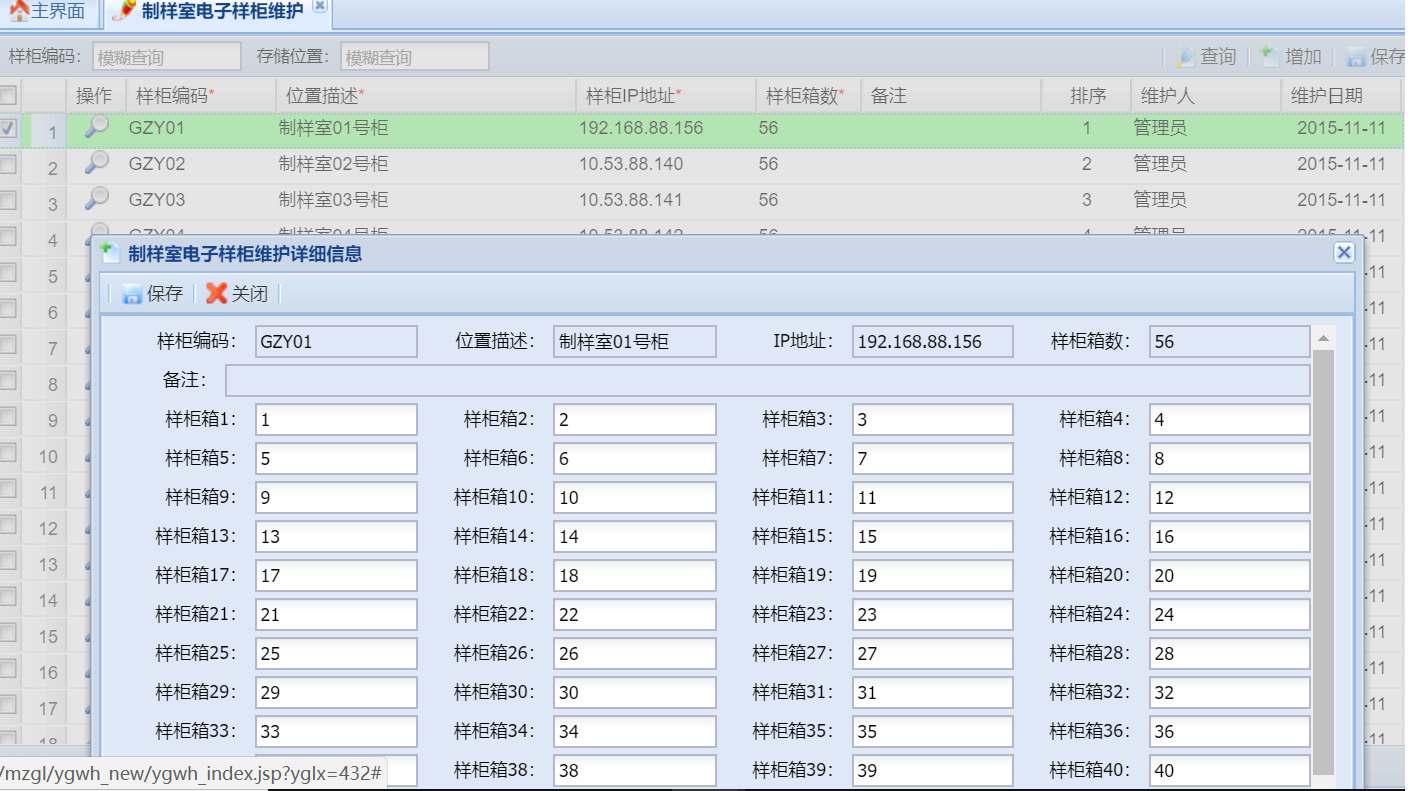 主界面 制样室电子样柜维护
样柜编码： 模糊查询 存储位置： 模糊查询 查询 增加 保存
操作 样柜编码* 位置描述* 样柜IP地址* 样柜箱数* 备注 排序 维护人 维护日期
1 GZY01 制样室01号柜 192.168.88.156 56 1 管理员 2015-11-11
2 GZY02 制样室02号柜 10.53.88.140 56 2 管理员 2015-11-11
3 GZY03 制样室03号柜 10.53.88.141 56 3 管理员 2015-11-11
4 GZY04 制样室04号柜 10.53.88.142 56 4 管理员 2015-11-11
制样室电子样柜维护详细信息
5 -11
保存 关闭
6 -11
样柜编码： GZY01 位置描述： 制样室01号柜 IP地址： 192.168.88.156 样柜箱数： 56
7 -11
备注：
8 -11
样柜箱1： 1 样柜箱2： 2 样柜箱3： 3 样柜箱4： 4
9 -11
样柜箱5： 5 样柜箱6： 6 样柜箱7： 7 样柜箱8： 8
10 -11
样柜箱9： 9 样柜箱10： 10 样柜箱11： 11 样柜箱12： 12
11 -11
12 -11
样柜箱13： 13 样柜箱14： 14 样柜箱15： 15 样柜箱16： 16
13 -11
样柜箱17： 17 样柜箱18： 18 样柜箱19： 19 样柜箱20： 20
14 -11
样柜箱21： 21 样柜箱22： 22 样柜箱23： 23 样柜箱24： 24
15 -11
样柜箱25： 25 样柜箱26： 26 样柜箱27： 27 样柜箱28： 28
16 -11
样柜箱29： 29 样柜箱30： 30 样柜箱31： 31 样柜箱32： 32
17 -11
样柜箱33： 33 样柜箱34： 34 样柜箱35： 35 样柜箱36： 36
18 -11
样柜箱38： 38 样柜箱39： 39 样柜箱40： 40
/mzgl/ygwh_new/ygwh_index.jsp?yglx=432#